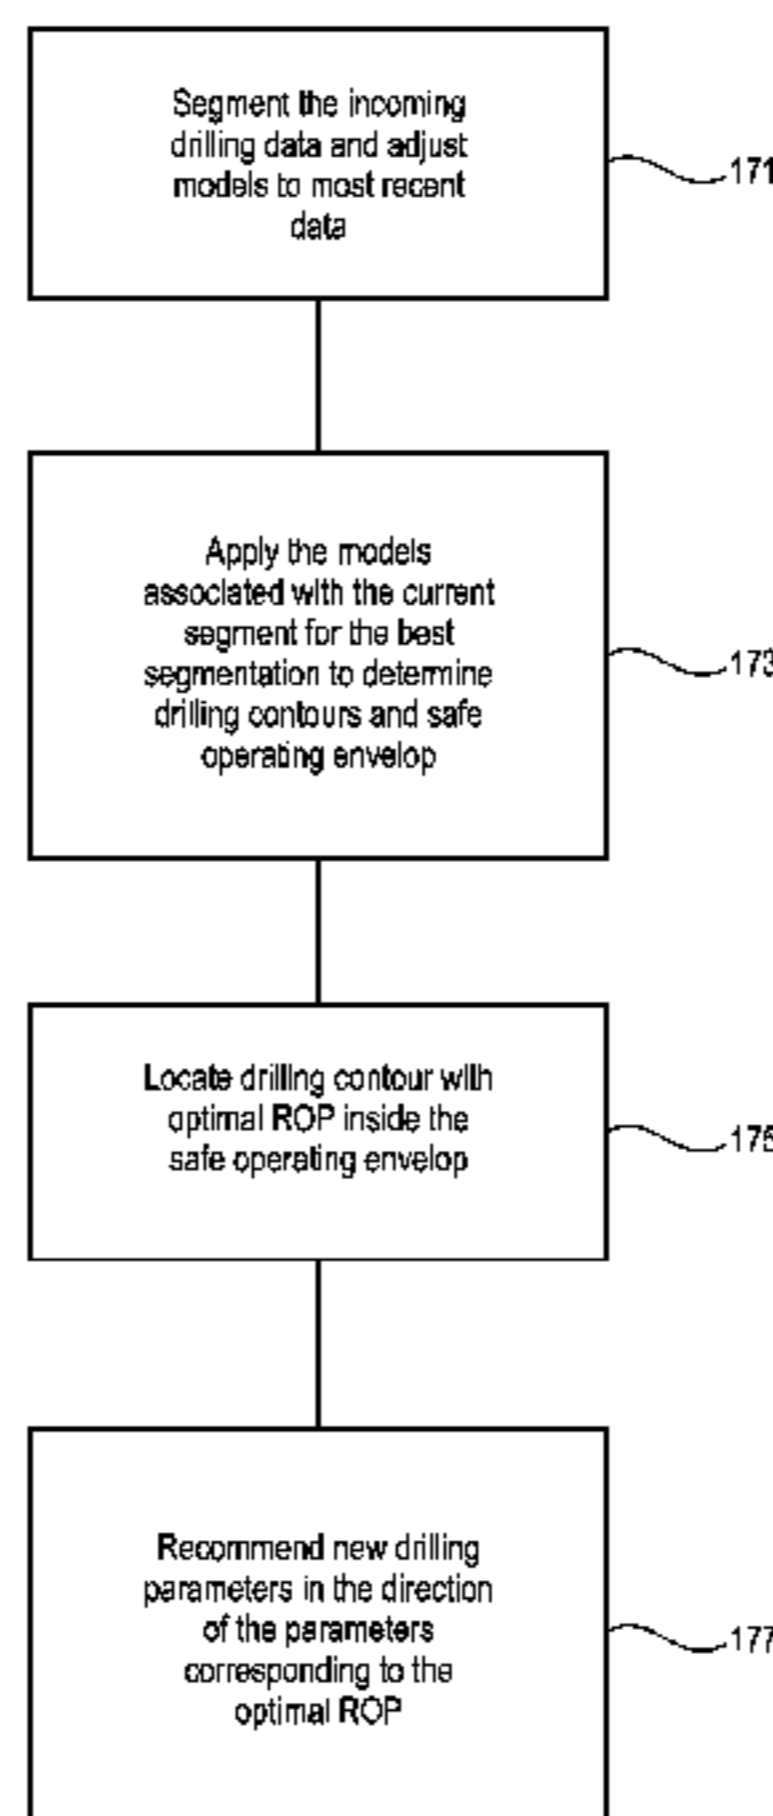 Segment the incoming
drilling data and adjust
models to most recent
data
171
Apply the models
associated with the current
segment for the best
segmentation to determine
drilling contours and safe
operating envelop
173
Locate drilling contour with
optimal ROP inside the
safe operating envelop
175
Recommend new drilling
parameters in the direction
of the parameters
corresponding to the
optimal ROP
177